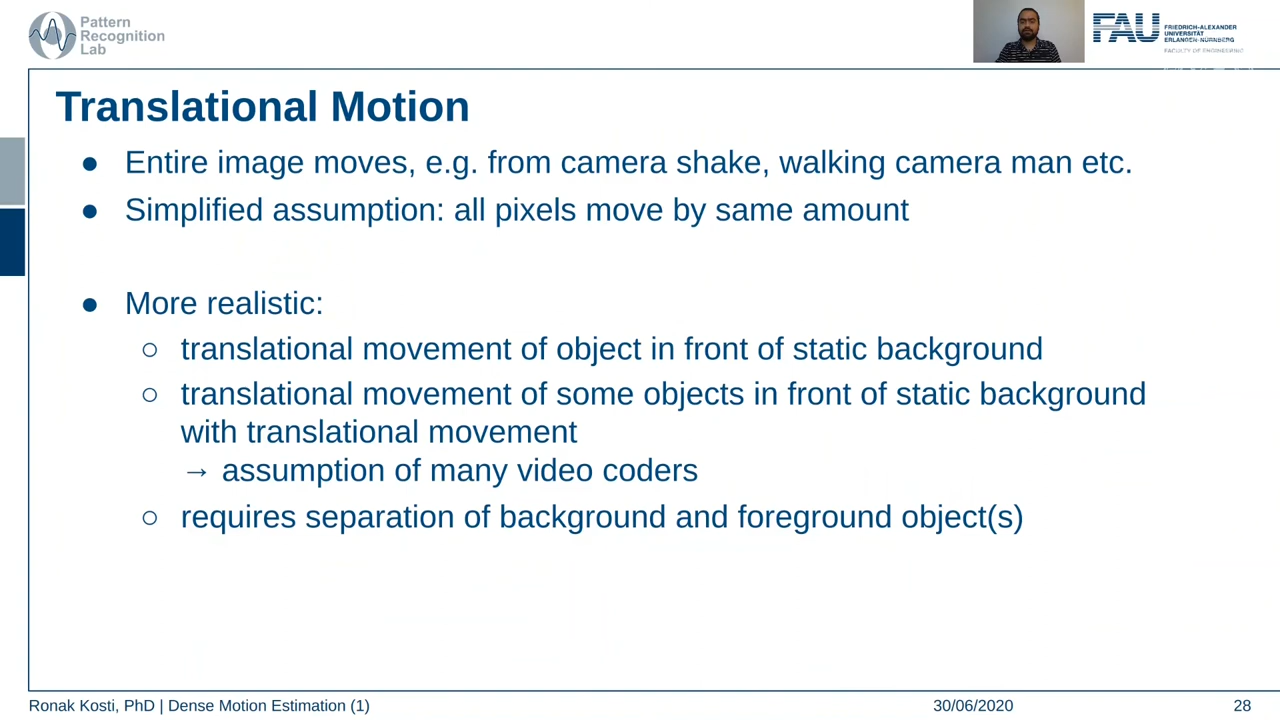 Pattern
Recognition
Lab
FAU
FRIEDRICH-ALEXANDER
UNIVERSITÄT
ERLANGEN-NÜRNBERG
FACULTY OF ENGINEERING
Translational Motion
● Entire image moves, e.g. from camera shake, walking camera man etc.
● Simplified assumption: all pixels move by same amount
● More realistic:
○ translational movement of object in front of static background
○ translational movement of some objects in front of static background
with translational movement
→ assumption of many video coders
○ requires separation of background and foreground object(s)
Ronak Kosti, PhD | Dense Motion Estimation (1)
30/06/2020
28